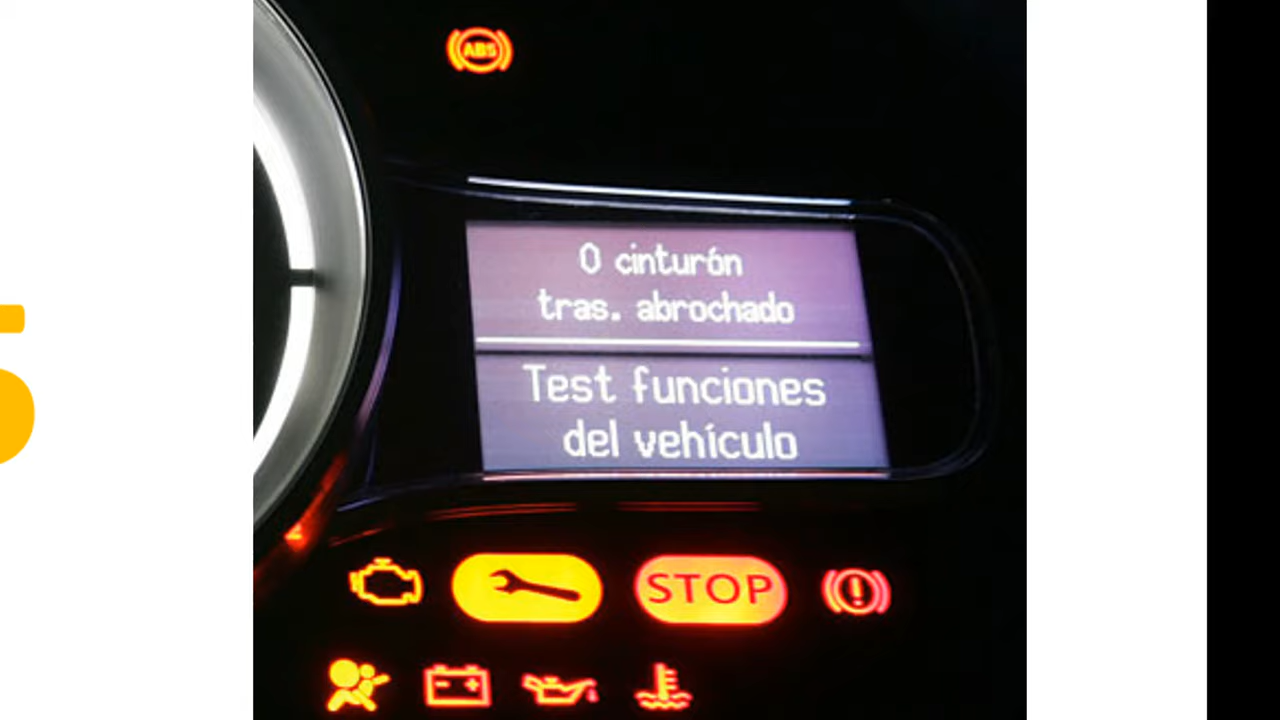 ABS
0 cinturón
tras. abrochado
Test funciones
del vehículo
STOP